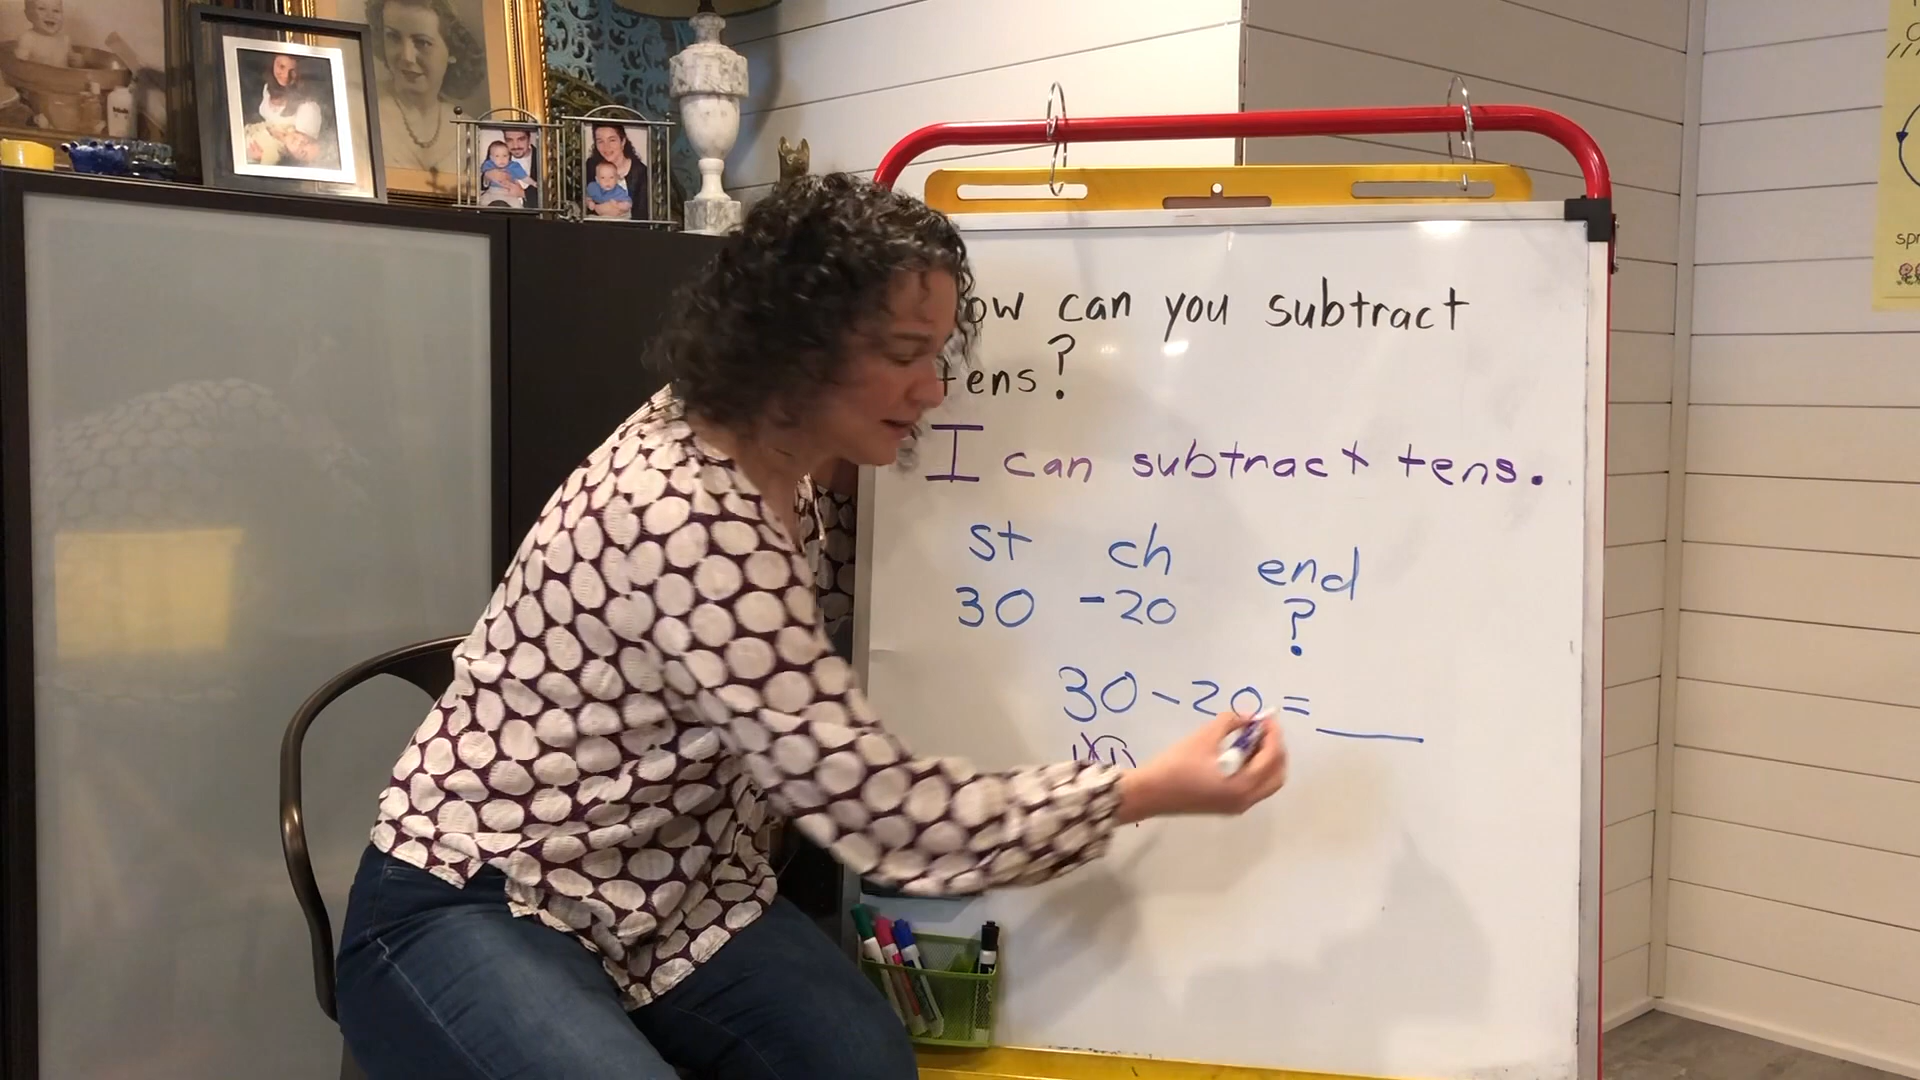 ow can you subtract
tens?
I can subtract tens.
st ch end
30 -20 ?
30-20=___